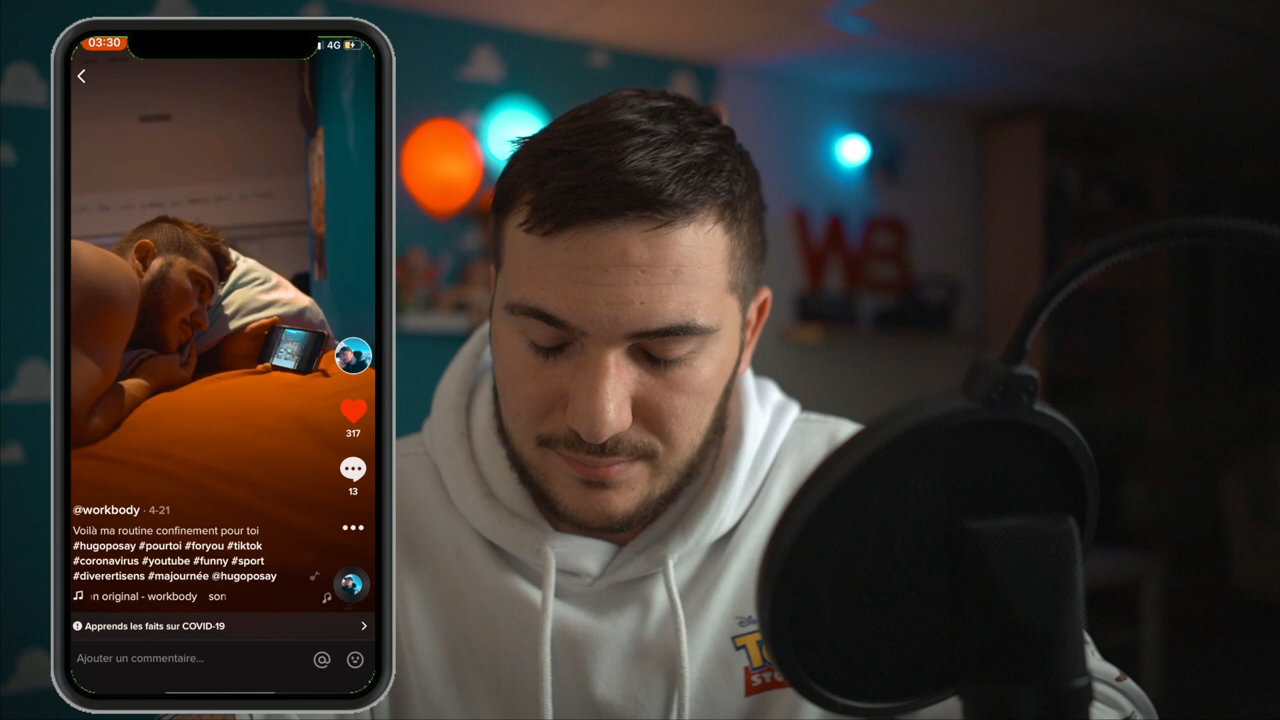 03:30
4G
317
13
@workbody · 4-21
Voilà ma routine confinement pour toi
#hugoposay #pourtoi #foryou #tiktok
#coronavirus #youtube #funny #sport
#diverertisens #majournée @hugoposay
n original - workbody son
Apprends les faits sur COVID-19
Ajouter un commentaire...
WB